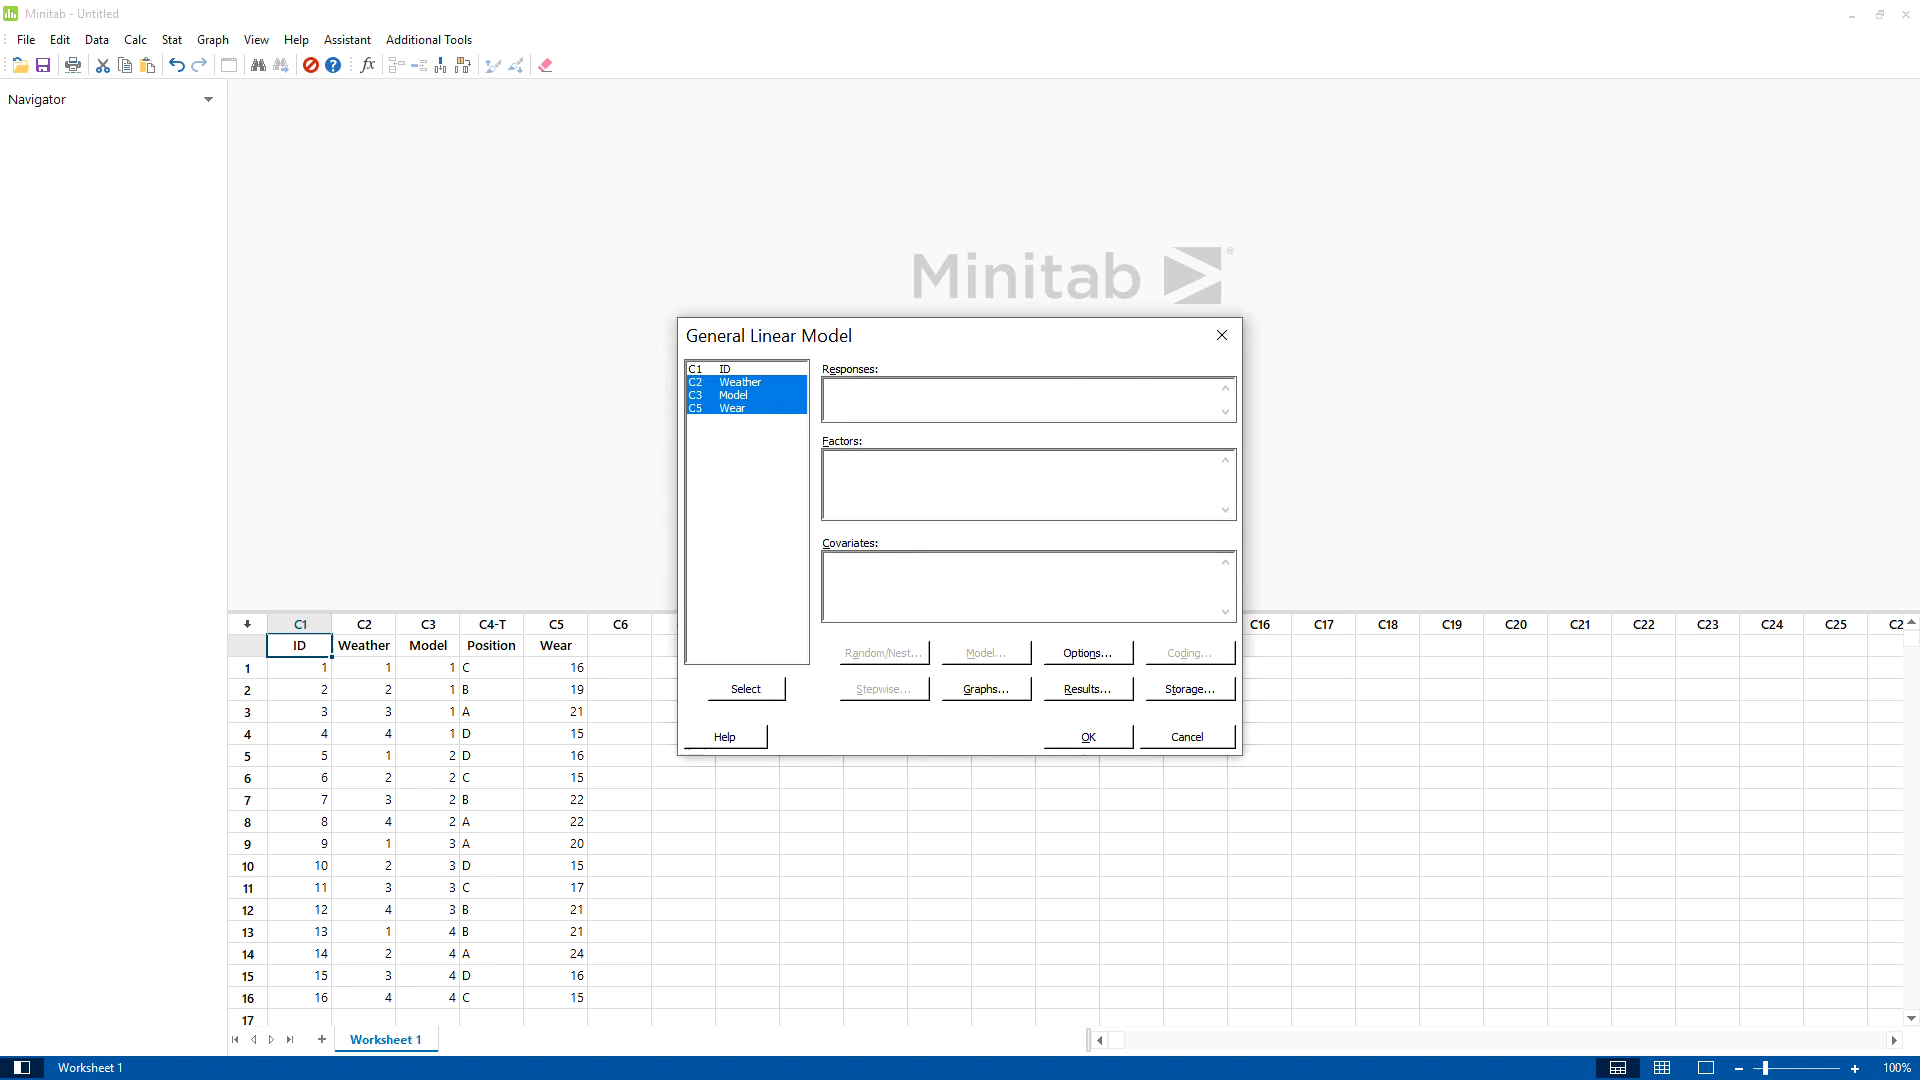 Minitab - Untitled
File Edit Data Calc Stat Graph View Help Assistant Additional Tools
fx
Navigator
Minitab ®
General Linear Model
C1 ID
C2 Weather
C3 Model
C5 Wear
Responses:
Factors:
Covariates:
Random/Nest... Model... Options... Coding...
Select Stepwise... Graphs... Results... Storage...
Help OK Cancel
C1 C2 C3 C4-T C5 C6 C16 C17 C18 C19 C20 C21 C22 C23 C24 C25 C2
ID Weather Model Position Wear
1 1 1 1 C 16
2 2 2 1 B 19
3 3 3 1 A 21
4 4 4 1 D 15
5 5 1 2 D 16
6 6 2 2 C 15
7 7 3 2 B 22
8 8 4 2 A 22
9 9 1 3 A 20
10 10 2 3 D 15
11 11 3 3 C 17
12 12 4 3 B 21
13 13 1 4 B 21
14 14 2 4 A 24
15 15 3 4 D 16
16 16 4 4 C 15
17
Worksheet 1
Worksheet 1 100%